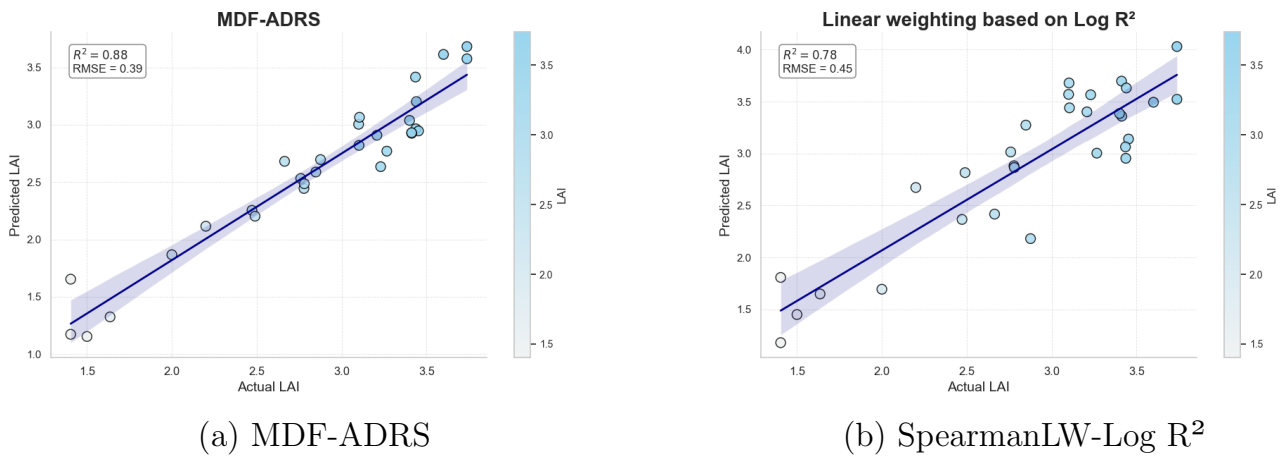 MDF-ADRS
R² = 0.88
RMSE = 0.39
Predicted LAI
3.5
3.0
2.5
2.0
1.5
1.0
1.5
2.0
2.5
3.0
3.5
Actual LAI
3.5
3.0
2.5
2.0
1.5
LAI
(a) MDF-ADRS
Linear weighting based on Log R²
R² = 0.78
RMSE = 0.45
Predicted LAI
4.0
3.5
3.0
2.5
2.0
1.5
1.5
2.0
2.5
3.0
3.5
Actual LAI
3.5
3.0
2.5
2.0
1.5
LAI
(b) SpearmanLW-Log R²